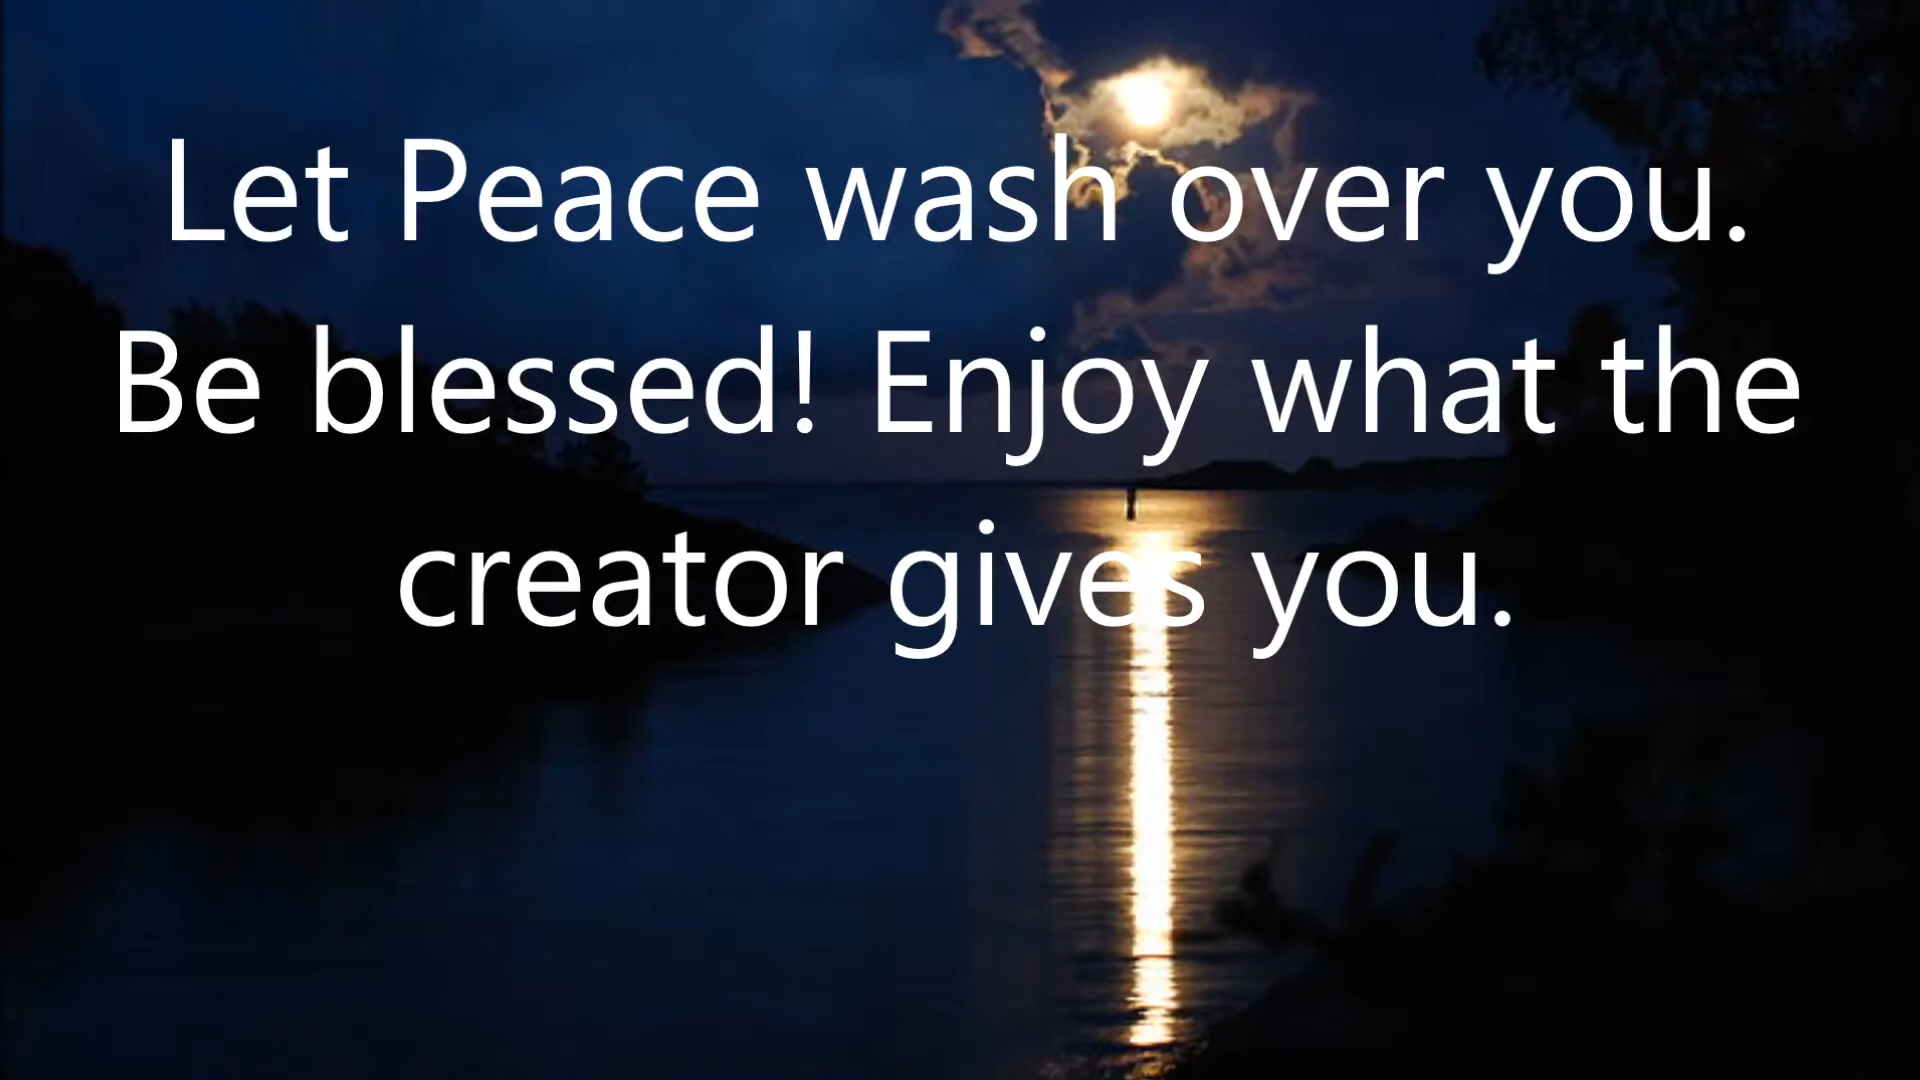 Let Peace wash over you.
Be blessed! Enjoy what the
creator gives you.